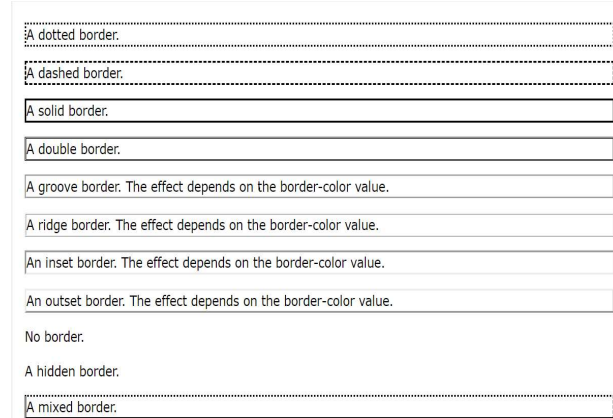 A dotted border.
A dashed border.
A solid border.
A double border.
A groove border. The effect depends on the border-color value.
A ridge border. The effect depends on the border-color value.
An inset border. The effect depends on the border-color value.
An outset border. The effect depends on the border-color value.
No border.
A hidden border.
A mixed border.